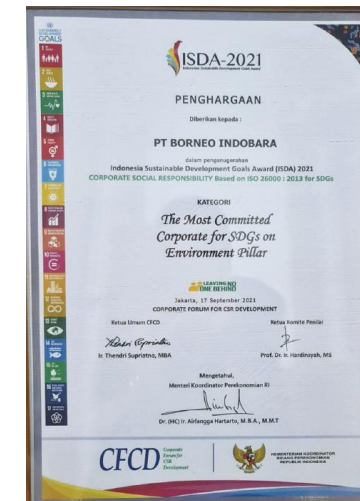 SUSTAINABLE
DEVELOPMENT
GOALS
ISDA-2021
Indonesia Sustainable Development Goals Award
PENGHARGAAN
Diberikan kepada :
PT BORNEO INDOBARA
dalam penganugerahan
Indonesia Sustainable Development Goals Award (ISDA) 2021
CORPORATE SOCIAL RESPONSIBILITY Based on ISO 26000 : 2013 for SDGs
KATEGORI
The Most Committed
Corporate for SDGs on
Environment Pillar
LEAVING NO
ONE BEHIND
Jakarta, 17 September 2021
CORPORATE FORUM FOR CSR DEVELOPMENT
Ketua Umum CFCD
Ketua Komite Penilai
Ir. Thendri Supriatno, MBA
Prof. Dr. Ir. Hardinsyah, MS
Mengetahui,
Menteri Koordinator Perekonomian RI
Dr. (HC) Ir. Airlangga Hartarto, M.B.A., M.M.T
CFCD
Corporate
Forum for
CSR
Development
KEMENTERIAN KOORDINATOR
BIDANG PEREKONOMIAN
REPUBLIK INDONESIA